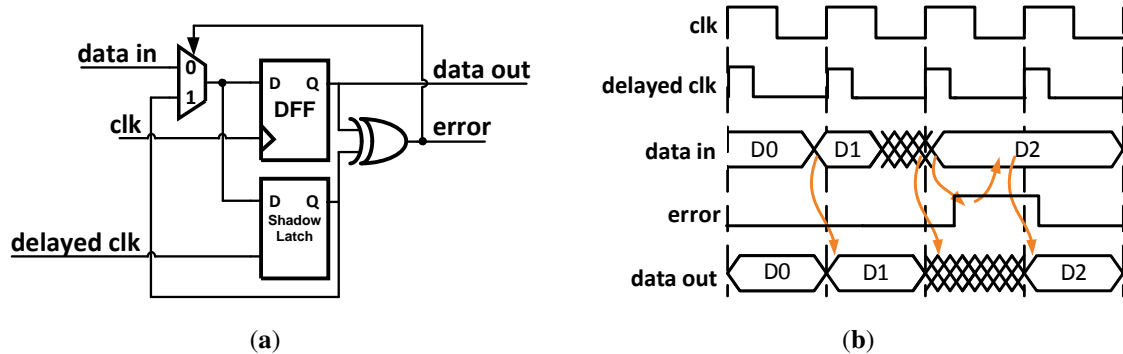 data in
0
1
D Q
DFF
data out
clk
error
D Q
Shadow
Latch
delayed clk
(a)
clk
delayed clk
data in
D0
D1
D2
error
data out
D0
D1
D2
(b)